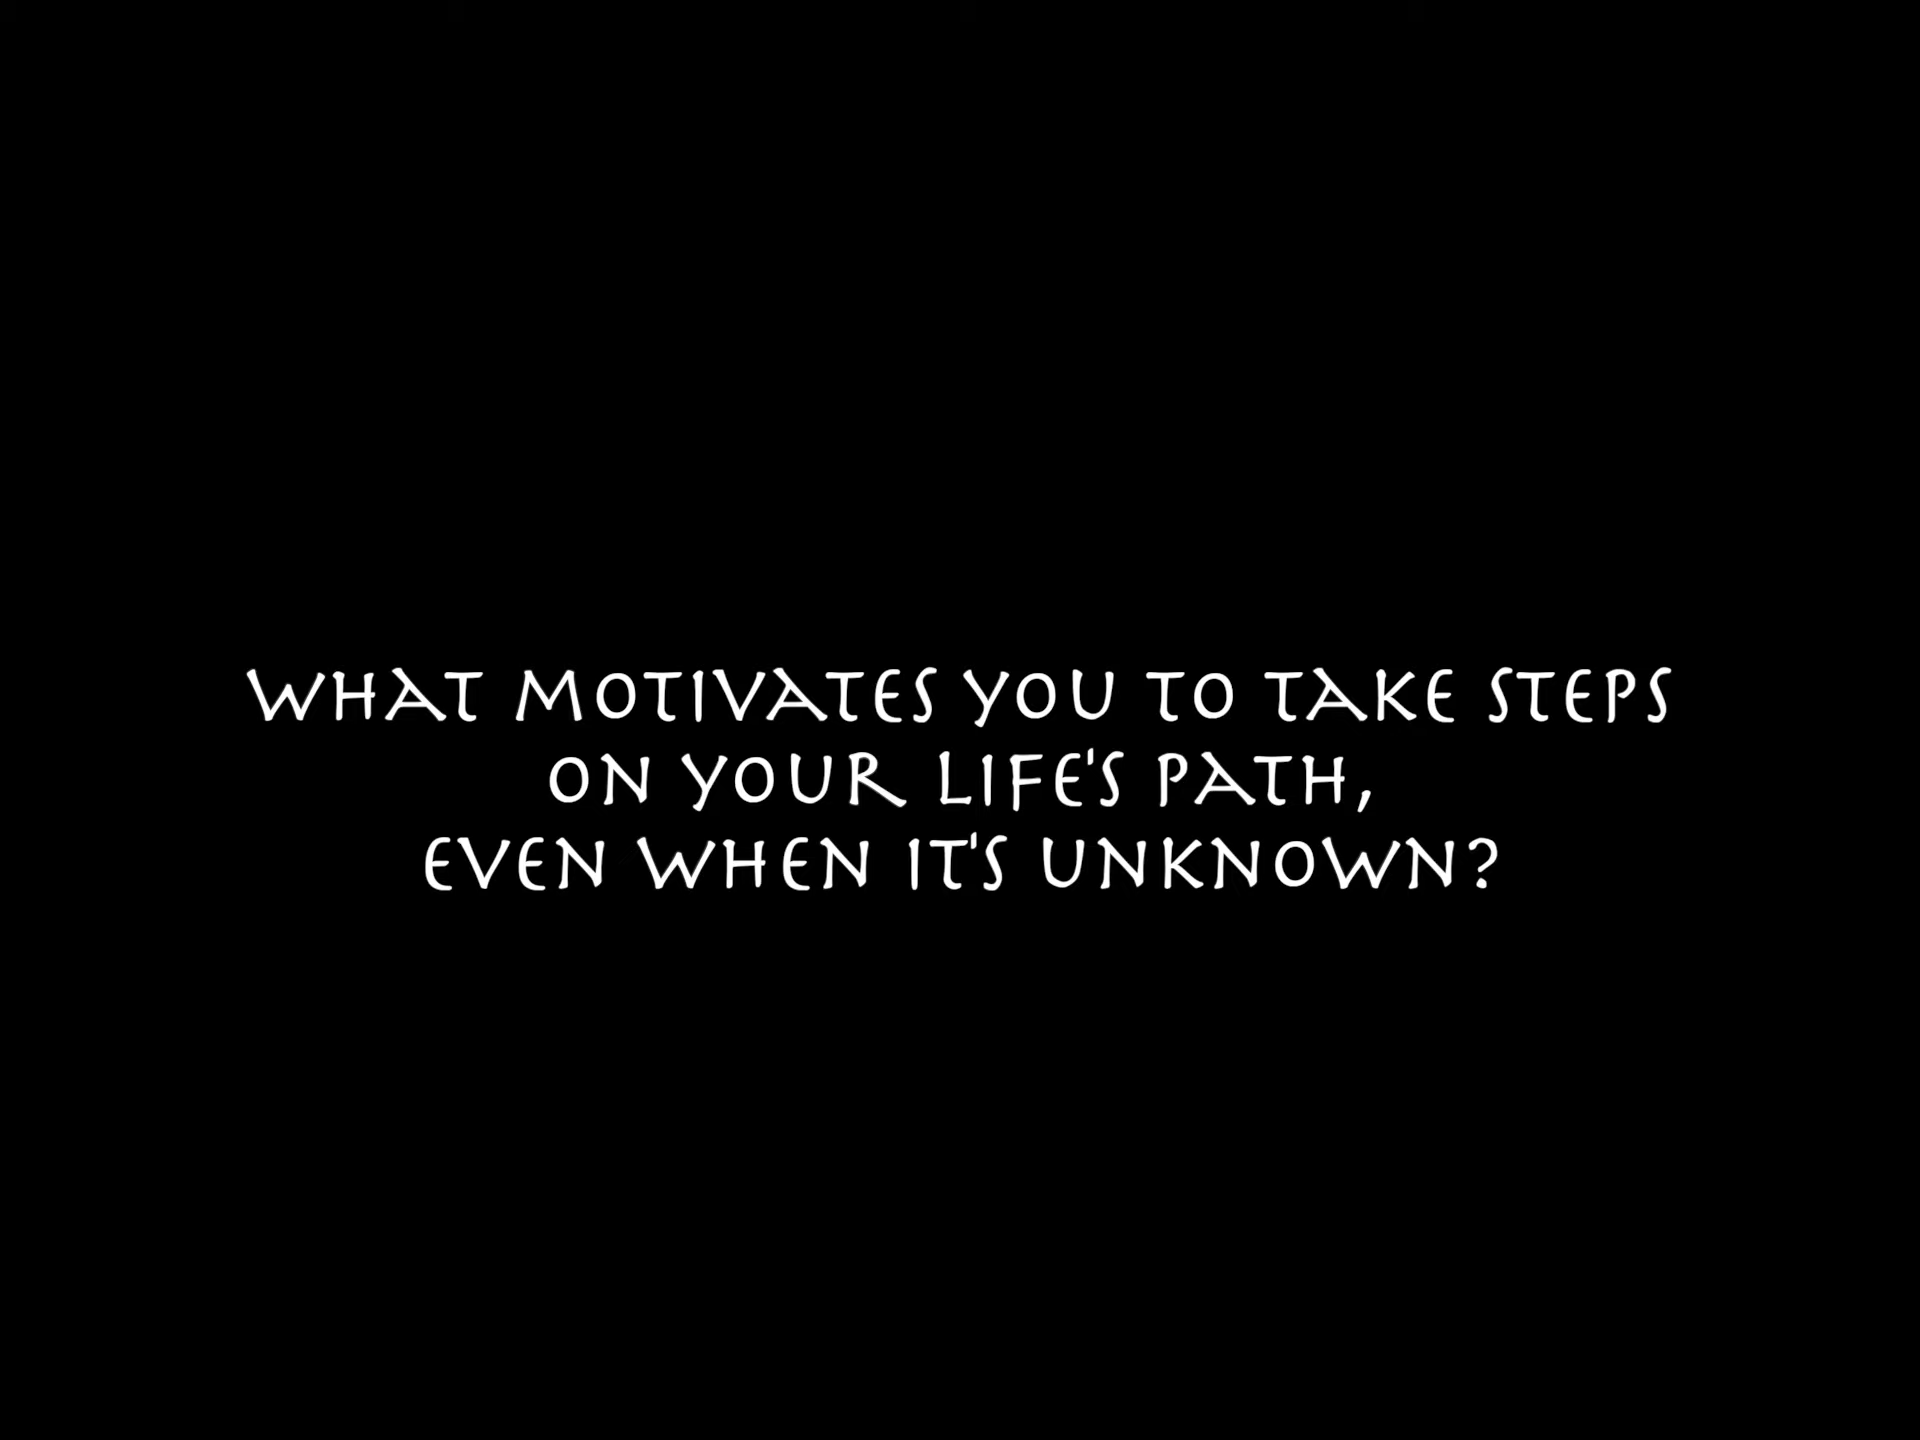 WHAT MOTIVATES YOU TO TAKE STEPS
ON YOUR LIFE'S PATH,
EVEN WHEN IT'S UNKNOWN?